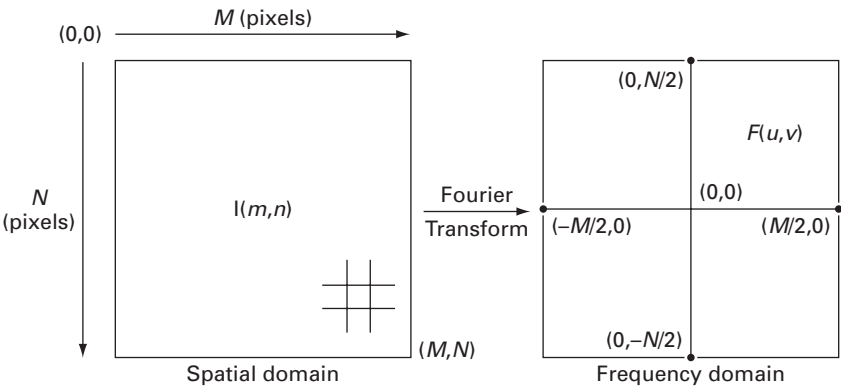 M (pixels)
(0,0)
N
(pixels)
I(m,n)
(M,N)
Spatial domain
Fourier
Transform
(0,N/2)
F(u,v)
(0,0)
(–M/2,0)
(M/2,0)
(0,–N/2)
Frequency domain